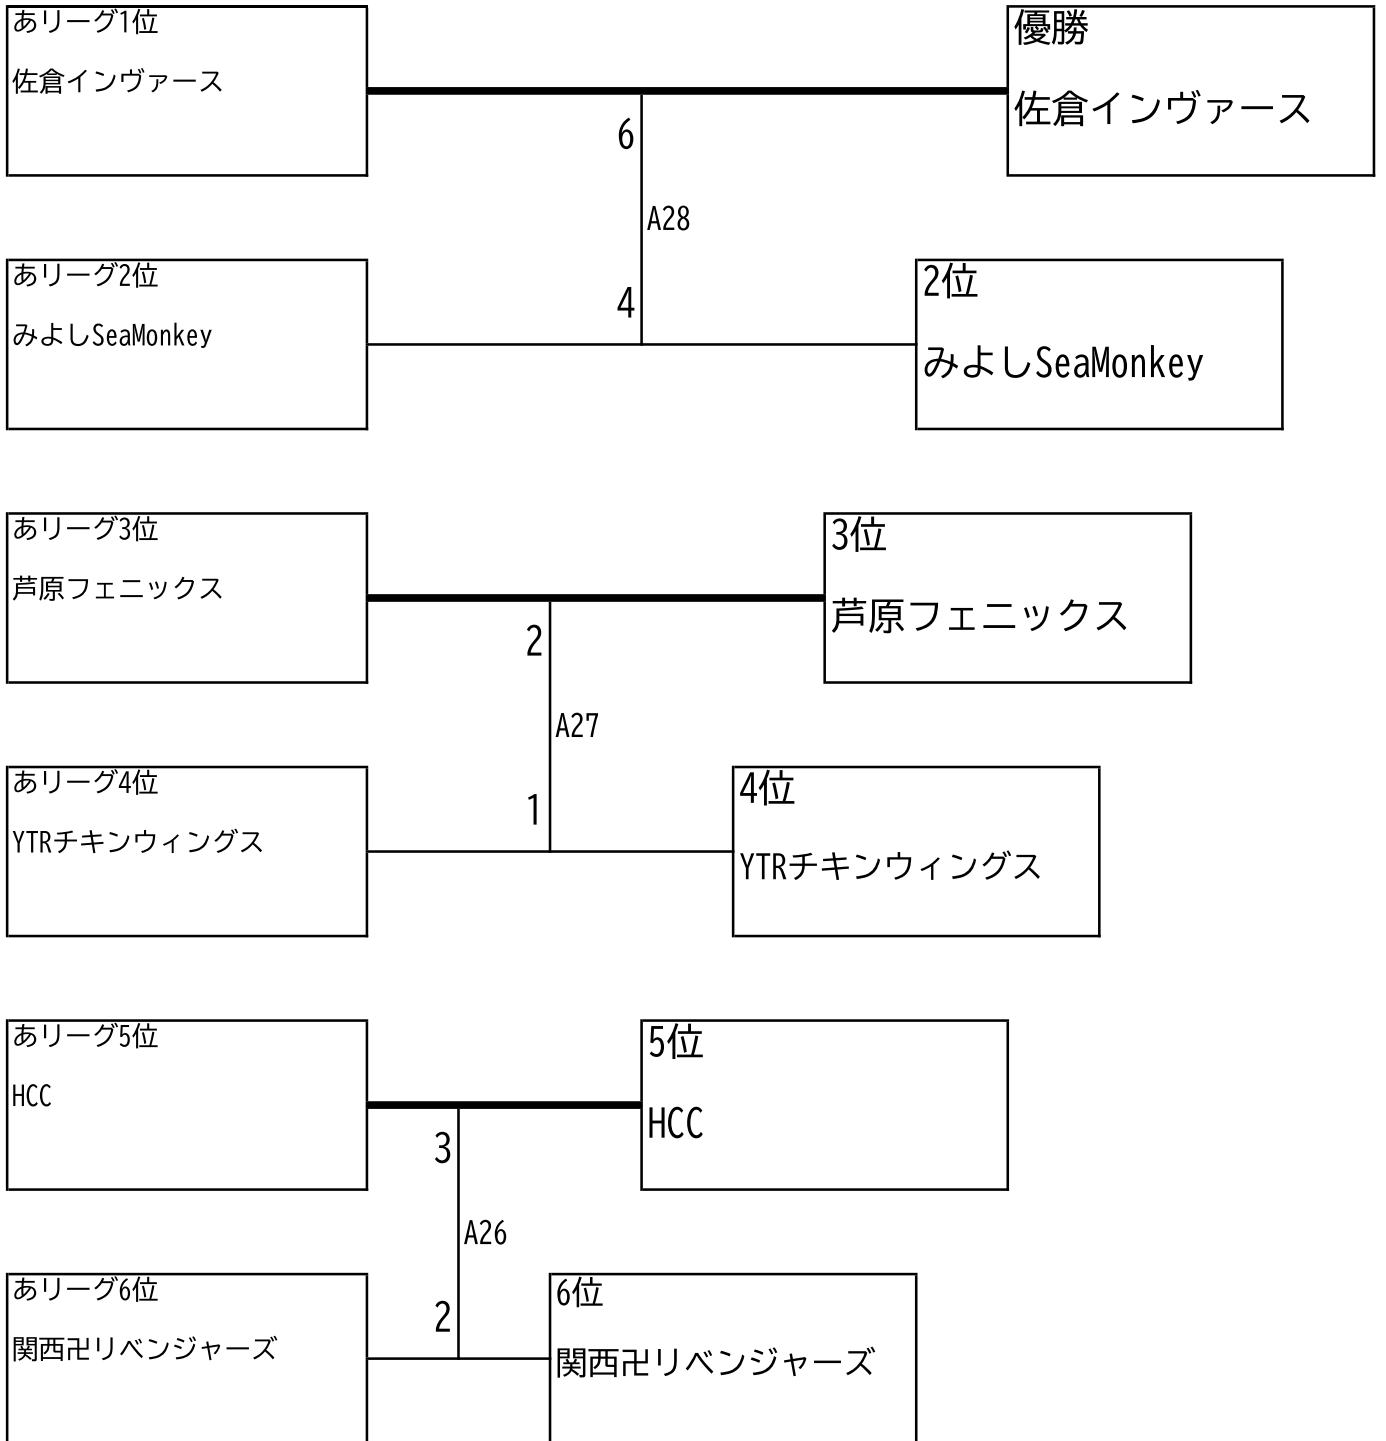 あリーグ1位
佐倉インヴァース
優勝
佐倉インヴァース
6
A28
4
あリーグ2位
みよしSeaMonkey
2位
みよしSeaMonkey
あリーグ3位
芦原フェニックス
3位
芦原フェニックス
2
A27
1
あリーグ4位
YTRチキンウィングス
4位
YTRチキンウィングス
あリーグ5位
HCC
5位
HCC
3
A26
2
あリーグ6位
関西卍リベンジャーズ
6位
関西卍リベンジャーズ